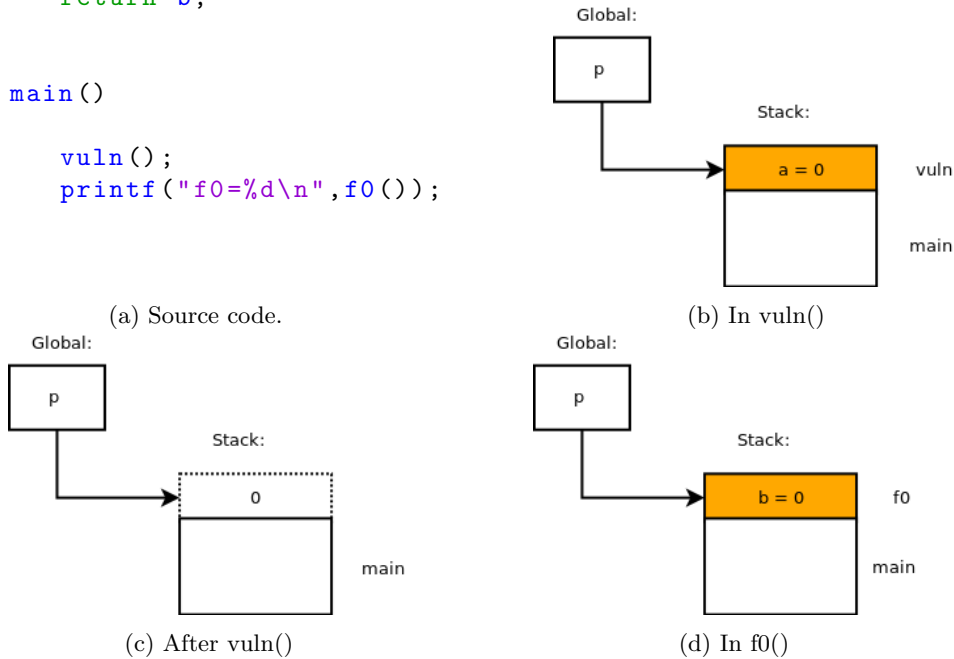 return b;
main()
vuln();
printf("f0=%d\n",f0());
(a) Source code.
Global:
p
Stack:
a = 0
vuln
main
(b) In vuln()
Global:
p
Stack:
0
main
(c) After vuln()
Global:
p
Stack:
b = 0
f0
main
(d) In f0()